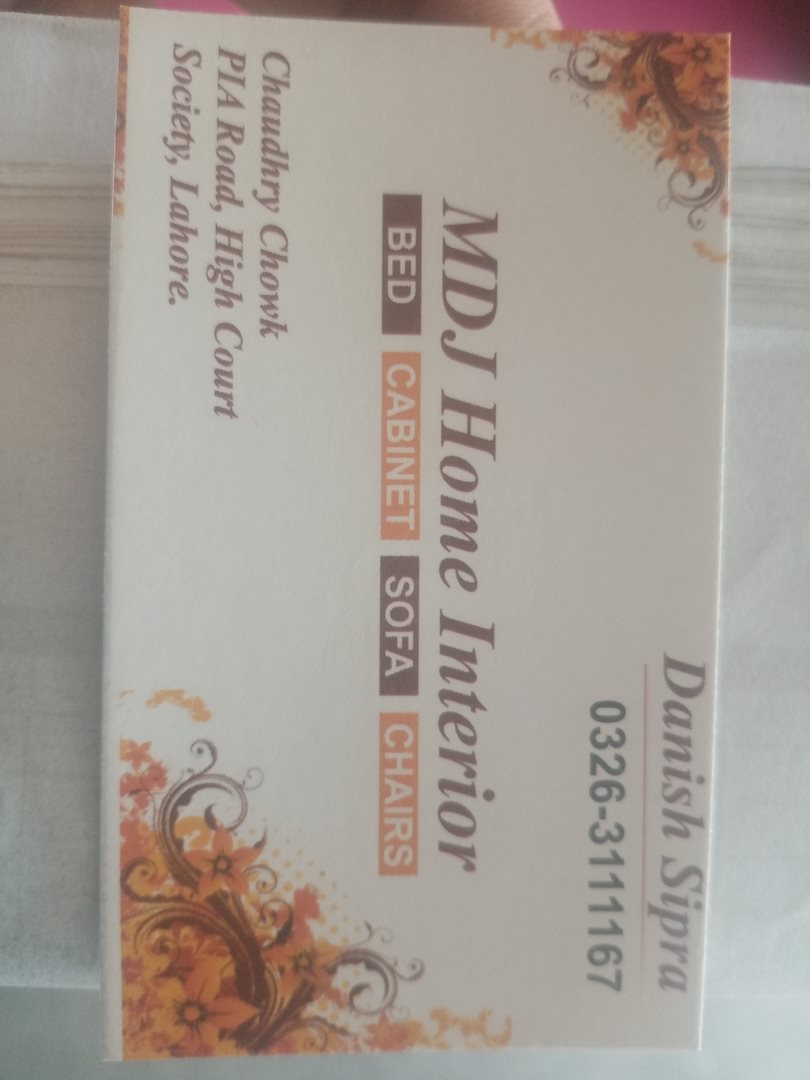 Danish Sipra
0326-3111167
MDJ Home Interior
BED CABINET SOFA CHAIRS
Chaudhry Chowk
PIA Road, High Court
Society, Lahore.